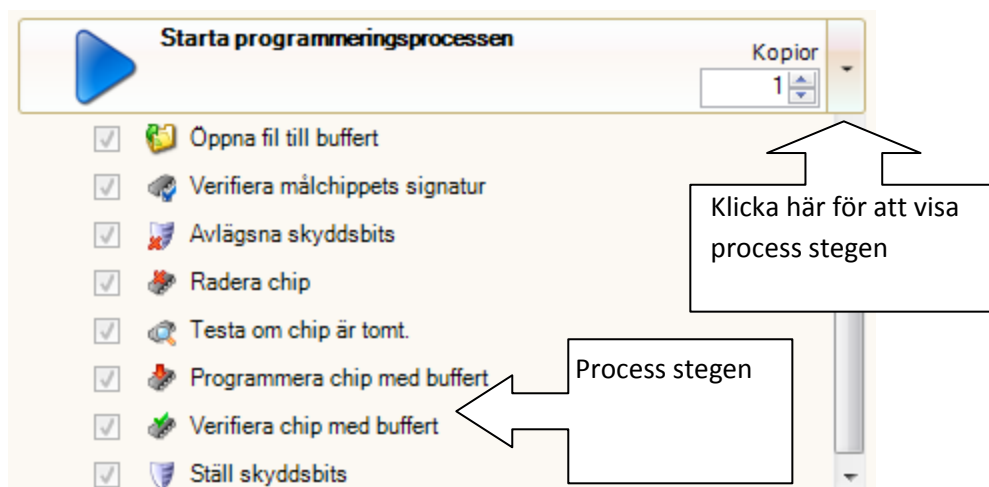 Starta programmeringsprocessen
Kopior
1
Öppna fil till buffert
Verifiera målchippets signatur
Avlägsna skyddsbits
Radera chip
Testa om chip är tomt.
Programmera chip med buffert
Verifiera chip med buffert
Ställ skyddsbits
Klicka här för att visa
process stegen
Process stegen